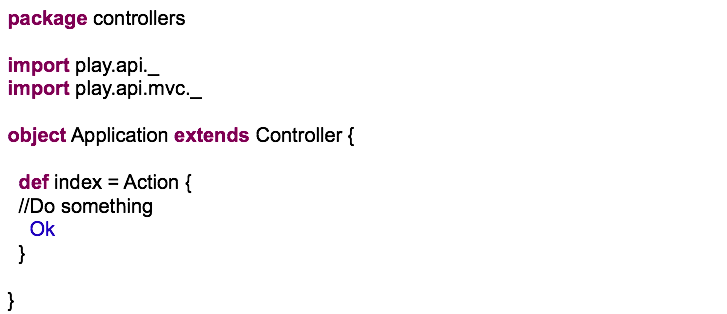 package controllers
import play.api._
import play.api.mvc._
object Application extends Controller {
def index = Action {
//Do something
Ok
}
}